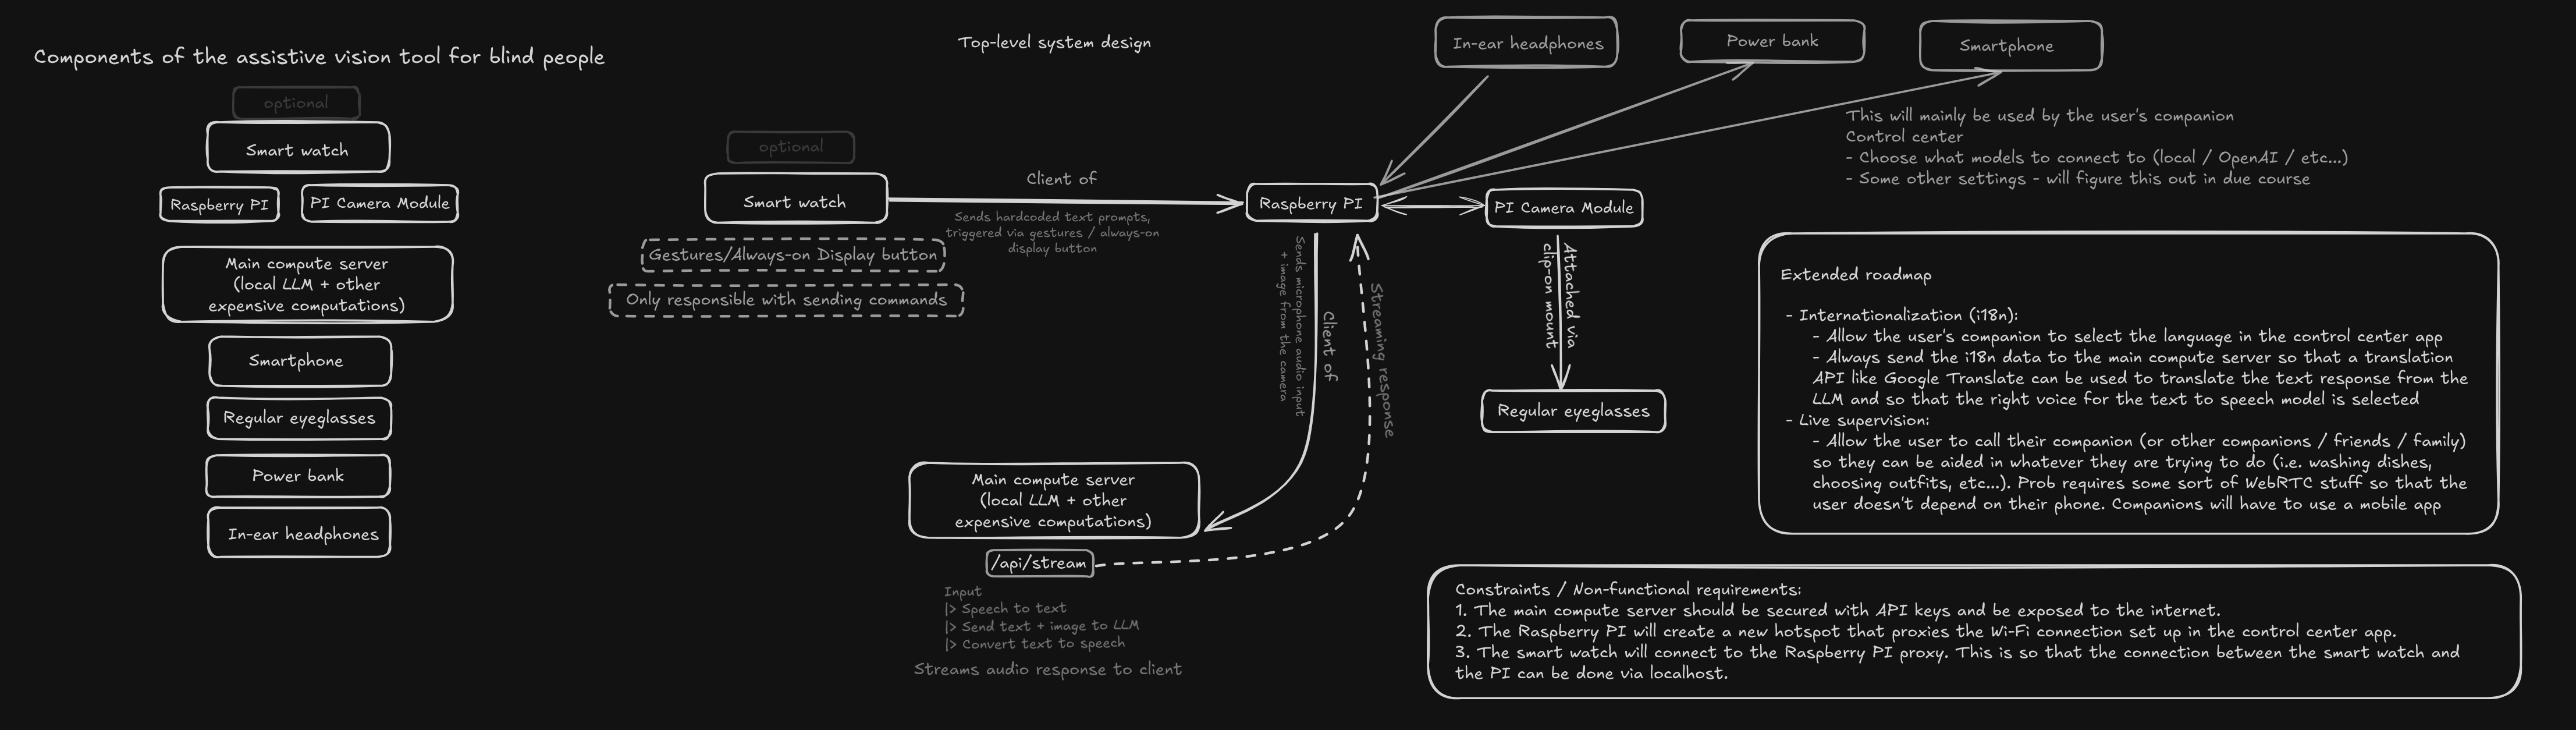 Components of the assistive vision tool for blind people
optional
Smart watch
Raspberry PI
PI Camera Module
Main compute server
(local LLM + other
expensive computations)
Smartphone
Regular eyeglasses
Power bank
In-ear headphones
Top-level system design
optional
Smart watch
Gestures/Always-on Display button
Only responsible with sending commands
Client of
Sends hardcoded text prompts,
triggered via gestures / always-on
display button
Raspberry PI
In-ear headphones
Power bank
Smartphone
This will mainly be used by the user's companion
Control center
- Choose what models to connect to (local / OpenAI / etc...)
- Some other settings - will figure this out in due course
PI Camera Module
Attached via
clip-on mount
Regular eyeglasses
Client of
Sends microphone audio input
+ image from the camera
Streaming response
Main compute server
(local LLM + other
expensive computations)
/api/stream
Input
|> Speech to text
|> Send text + image to LLM
|> Convert text to speech
Streams audio response to client
Extended roadmap
- Internationalization (i18n):
- Allow the user's companion to select the language in the control center app
- Always send the i18n data to the main compute server so that a translation
API like Google Translate can be used to translate the text response from the
LLM and so that the right voice for the text to speech model is selected
- Live supervision:
- Allow the user to call their companion (or other companions / friends / family)
so they can be aided in whatever they are trying to do (i.e. washing dishes,
choosing outfits, etc...). Prob requires some sort of WebRTC stuff so that the
user doesn't depend on their phone. Companions will have to use a mobile app
Constraints / Non-functional requirements:
1. The main compute server should be secured with API keys and be exposed to the internet.
2. The Raspberry PI will create a new hotspot that proxies the Wi-Fi connection set up in the control center app.
3. The smart watch will connect to the Raspberry PI proxy. This is so that the connection between the smart watch and
the PI can be done via localhost.